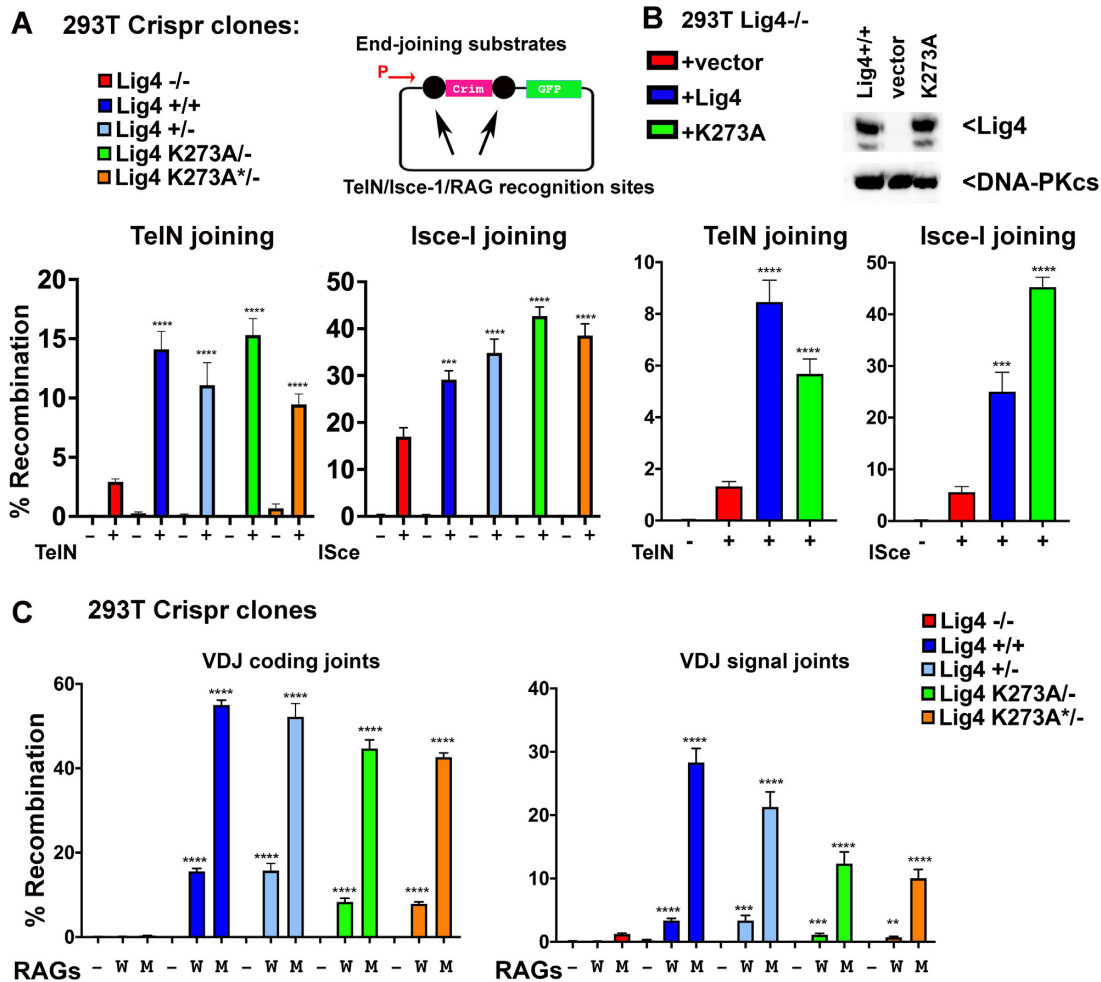 A 293T Crispr clones:
Lig4 -/-
Lig4 +/+
Lig4 +/-
Lig4 K273A/-
Lig4 K273A*/-
End-joining substrates
P
Crim
GFP
TelN/Isce-1/RAG recognition sites
TelN joining
% Recombination
20
15
10
5
0
**** **** **** ****
– + – + – + – + – +
TelN
Isce-I joining
50
40
30
20
10
0
*** **** **** ****
– + – + – + – + – +
ISce
B 293T Lig4-/-
+vector
+Lig4
+K273A
Lig4+/+
vector
K273A
<Lig4
<DNA-PKcs
TelN joining
10
8
6
4
2
0
**** ****
- + + +
TelN
Isce-I joining
50
40
30
20
10
0
*** ****
- + + +
ISce
C 293T Crispr clones
Lig4 -/-
Lig4 +/+
Lig4 +/-
Lig4 K273A/-
Lig4 K273A*/-
VDJ coding joints
% Recombination
60
40
20
0
**** **** **** **** **** **** **** ****
RAGs – W M – W M – W M – W M – W M
VDJ signal joints
40
30
20
10
0
**** **** *** **** *** **** ** ****
RAGs – W M – W M – W M – W M – W M